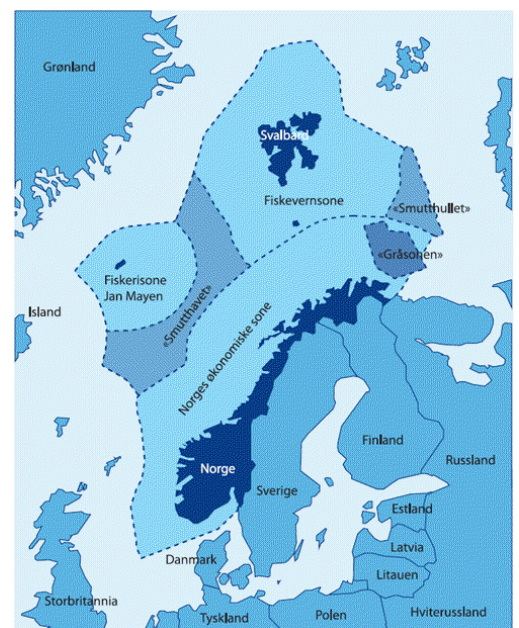 Grønland
Svalbard
Fiskevernsone
«Smutthullet»
«Gråsonen»
Fiskerisone
Jan Mayen
Island
«Smutthavet»
Norges økonomiske sone
Norge
Finland
Russland
Sverige
Estland
Latvia
Danmark
Litauen
Storbritannia
Tyskland
Polen
Hviterussland